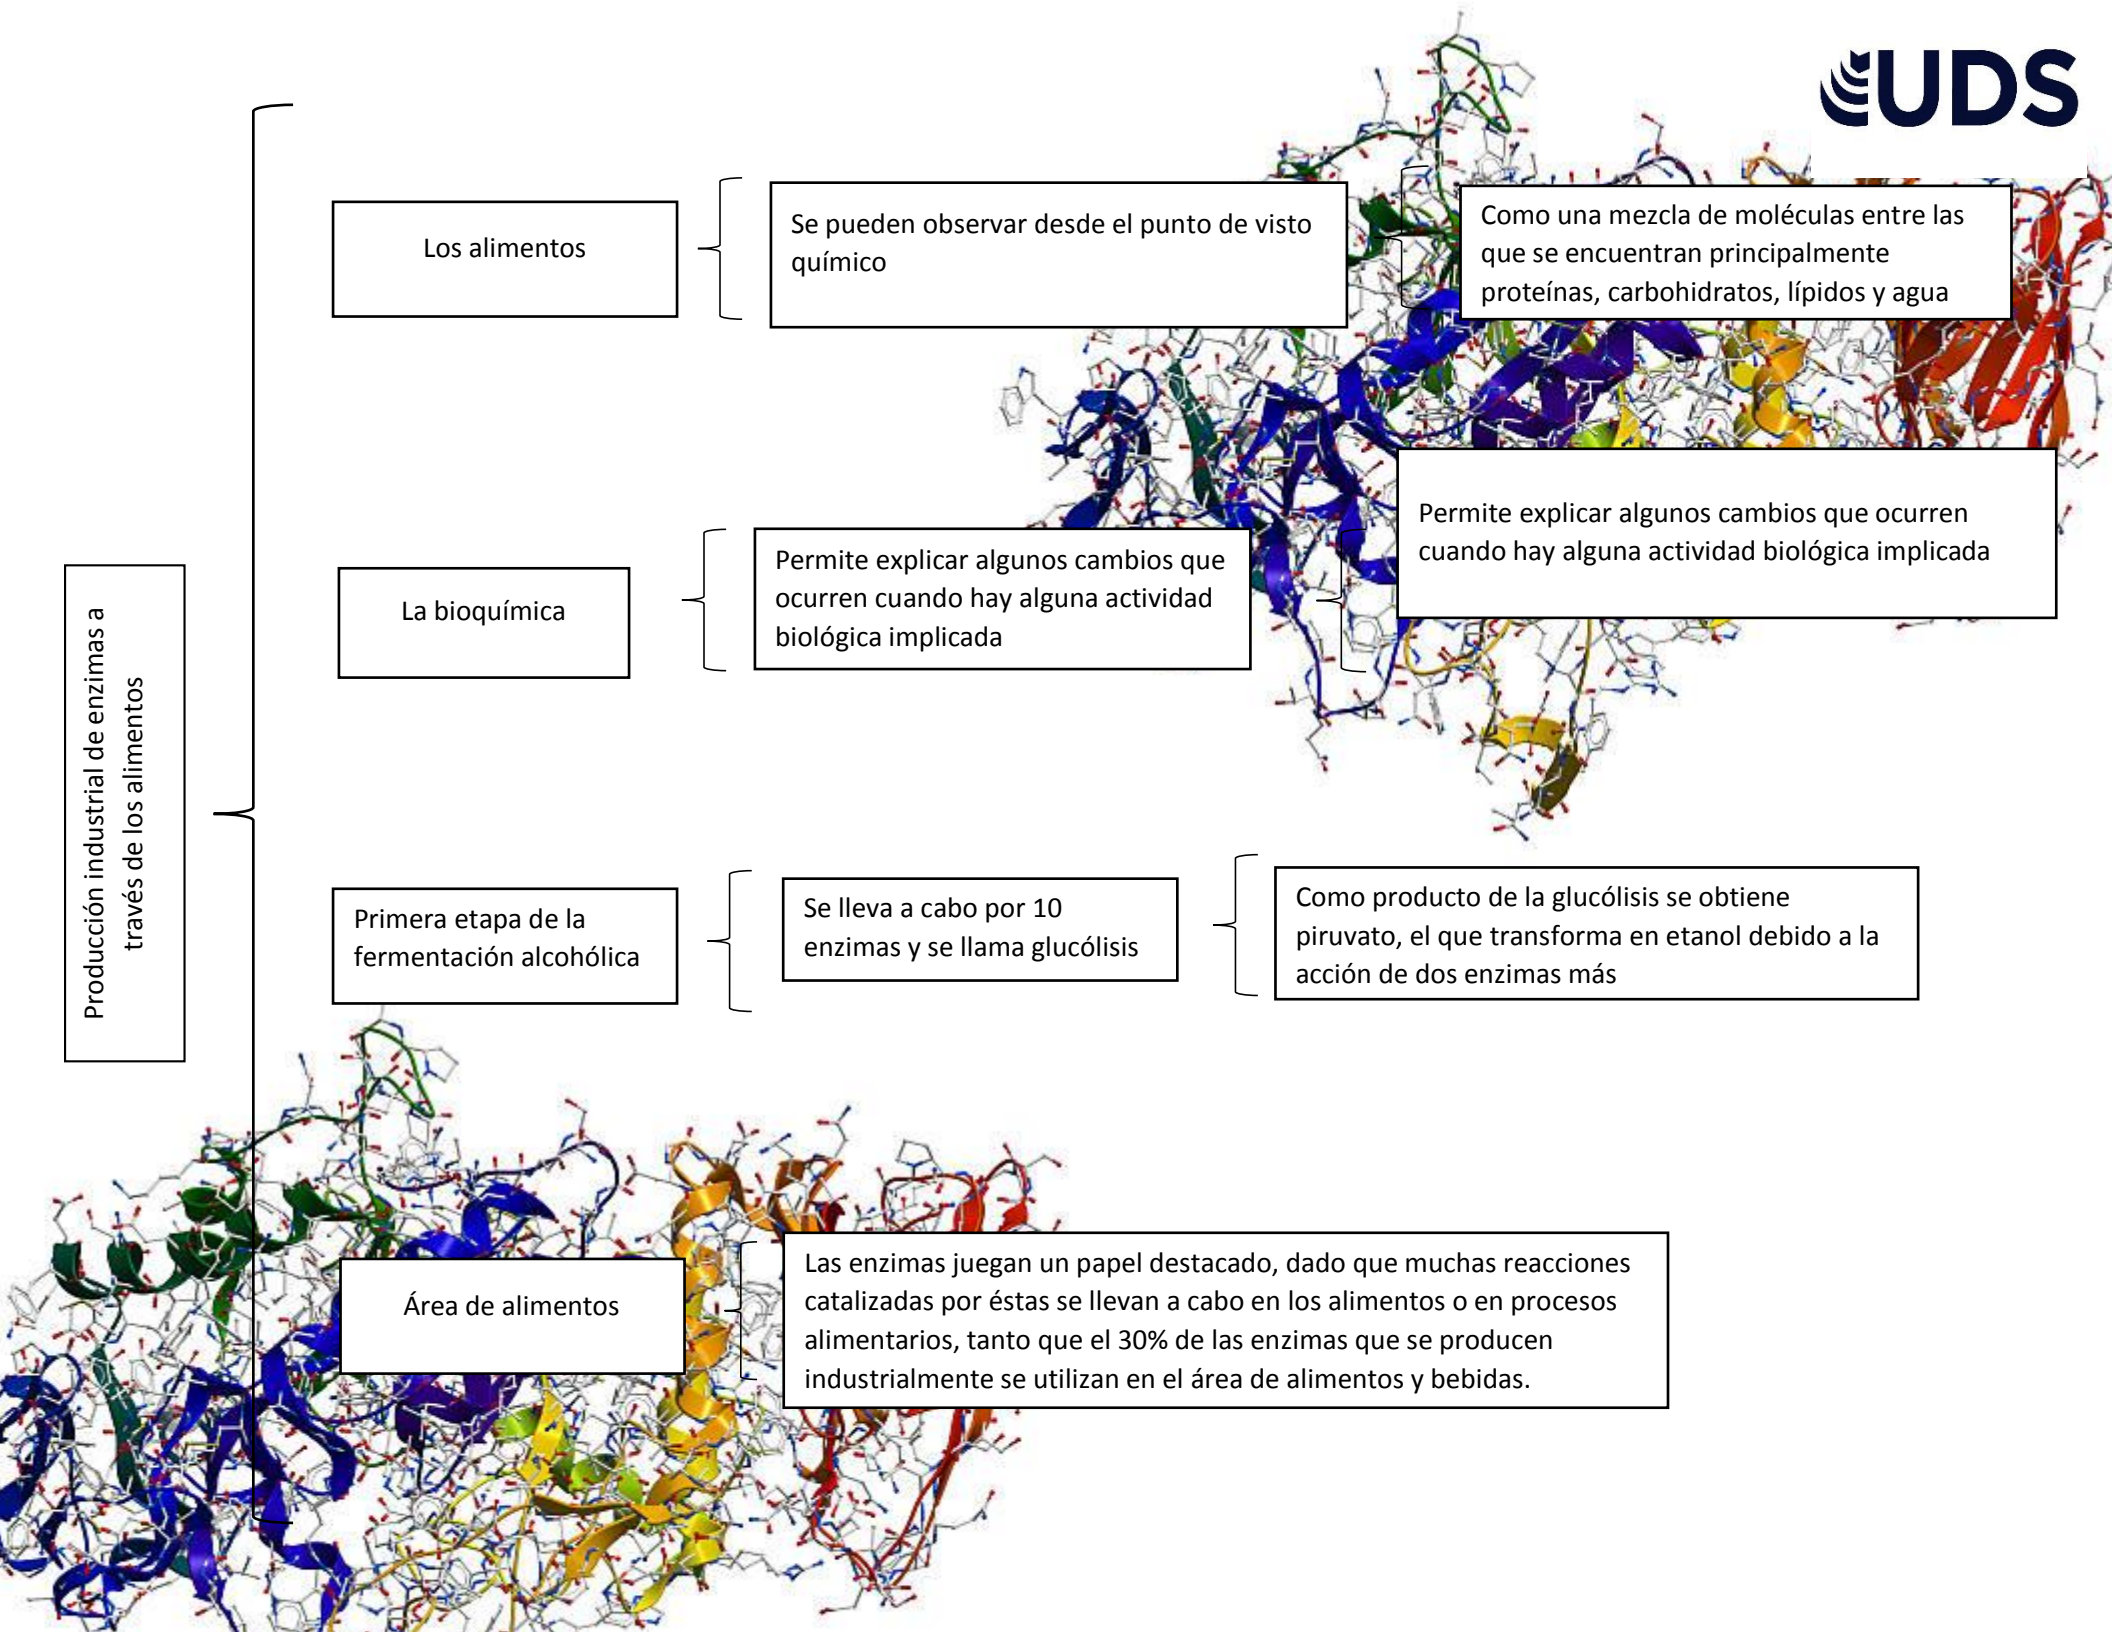 UDS
Producción industrial de enzimas a
través de los alimentos
Los alimentos
Se pueden observar desde el punto de visto
químico
Como una mezcla de moléculas entre las
que se encuentran principalmente
proteínas, carbohidratos, lípidos y agua
La bioquímica
Permite explicar algunos cambios que
ocurren cuando hay alguna actividad
biológica implicada
Permite explicar algunos cambios que ocurren
cuando hay alguna actividad biológica implicada
Primera etapa de la
fermentación alcohólica
Se lleva a cabo por 10
enzimas y se llama glucólisis
Como producto de la glucólisis se obtiene
piruvato, el que transforma en etanol debido a la
acción de dos enzimas más
Área de alimentos
Las enzimas juegan un papel destacado, dado que muchas reacciones
catalizadas por éstas se llevan a cabo en los alimentos o en procesos
alimentarios, tanto que el 30% de las enzimas que se producen
industrialmente se utilizan en el área de alimentos y bebidas.